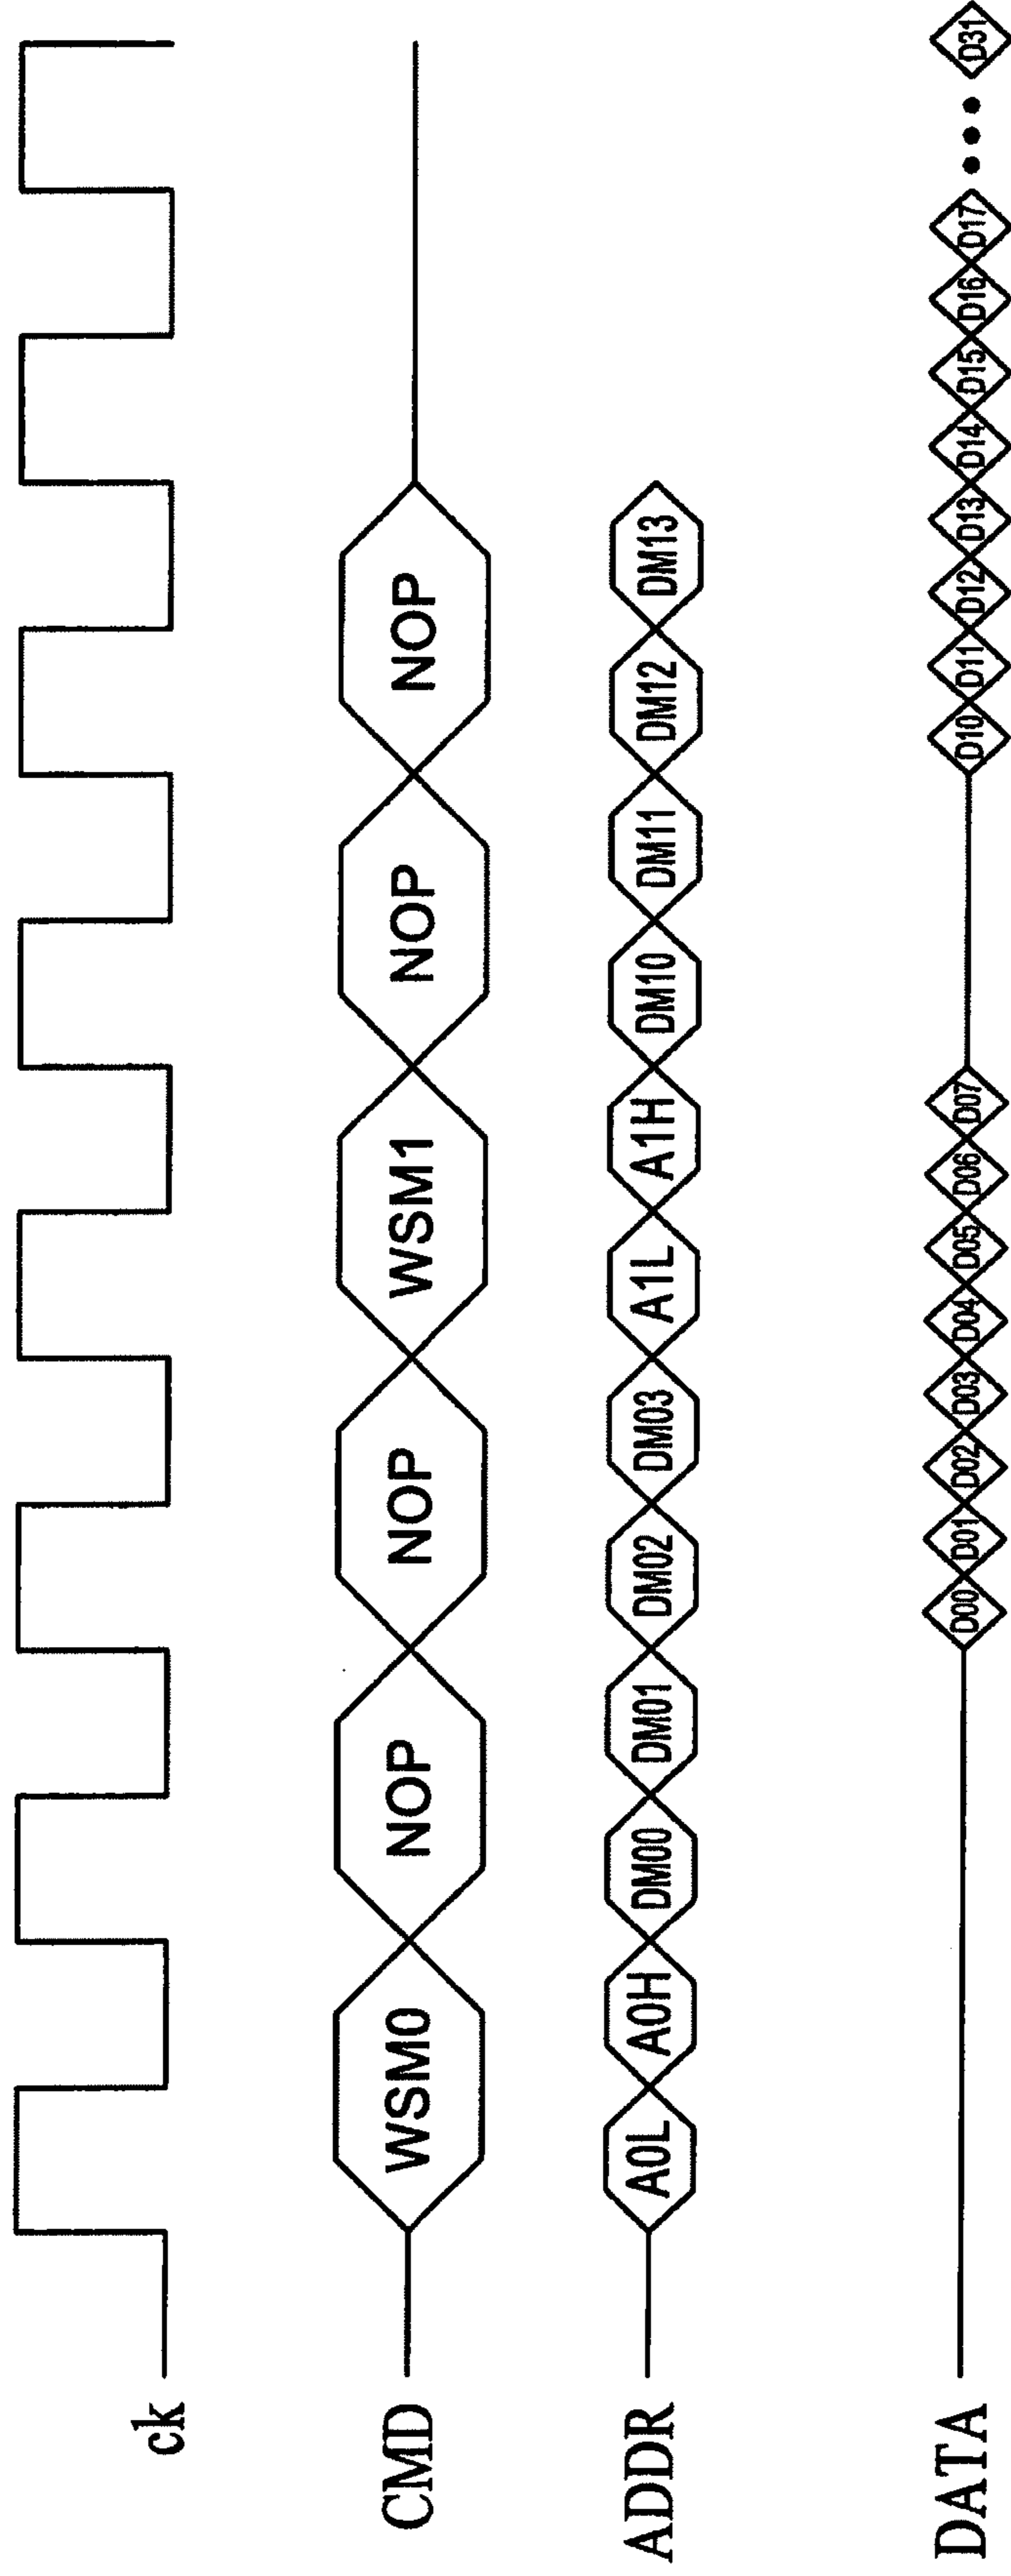 ck
CMD WSM0 NOP NOP WSM1 NOP NOP
ADDR A0L A0H DM00 DM01 DM02 DM03 A1L A1H DM10 DM11 DM12 DM13
DATA D00 D01 D02 D03 D04 D05 D06 D07 D10 D11 D12 D13 D14 D15 D16 D17 ••• D31